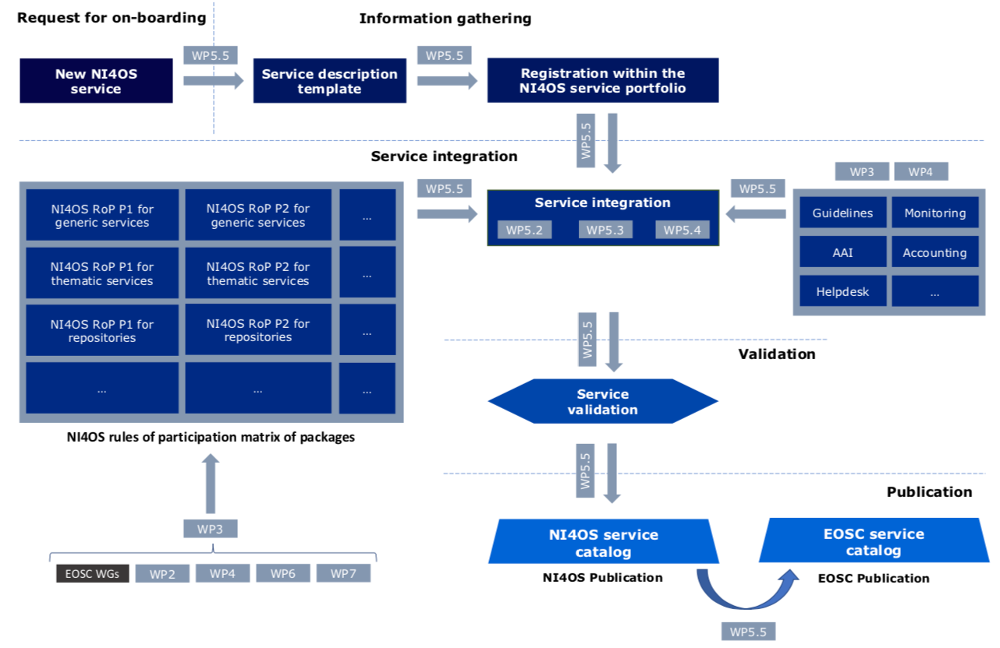 Request for on-boarding
Information gathering
WP5.5
WP5.5
New NI4OS
service
Service description
template
Registration within the
NI4OS service portfolio
WP5.5
Service integration
WP3
WP4
NI4OS RoP P1 for
generic services
NI4OS RoP P2 for
generic services
...
NI4OS RoP P1 for
thematic services
NI4OS RoP P2 for
thematic services
...
NI4OS RoP P1 for
repositories
NI4OS RoP P2 for
repositories
...
...
...
...
NI4OS rules of participation matrix of packages
WP5.5
Service integration
WP5.2
WP5.3
WP5.4
WP5.5
Guidelines
Monitoring
AAI
Accounting
Helpdesk
...
WP5.5
Validation
Service
validation
WP5.5
Publication
WP3
EOSC WGs
WP2
WP4
WP6
WP7
NI4OS service
catalog
NI4OS Publication
EOSC service
catalog
EOSC Publication
WP5.5